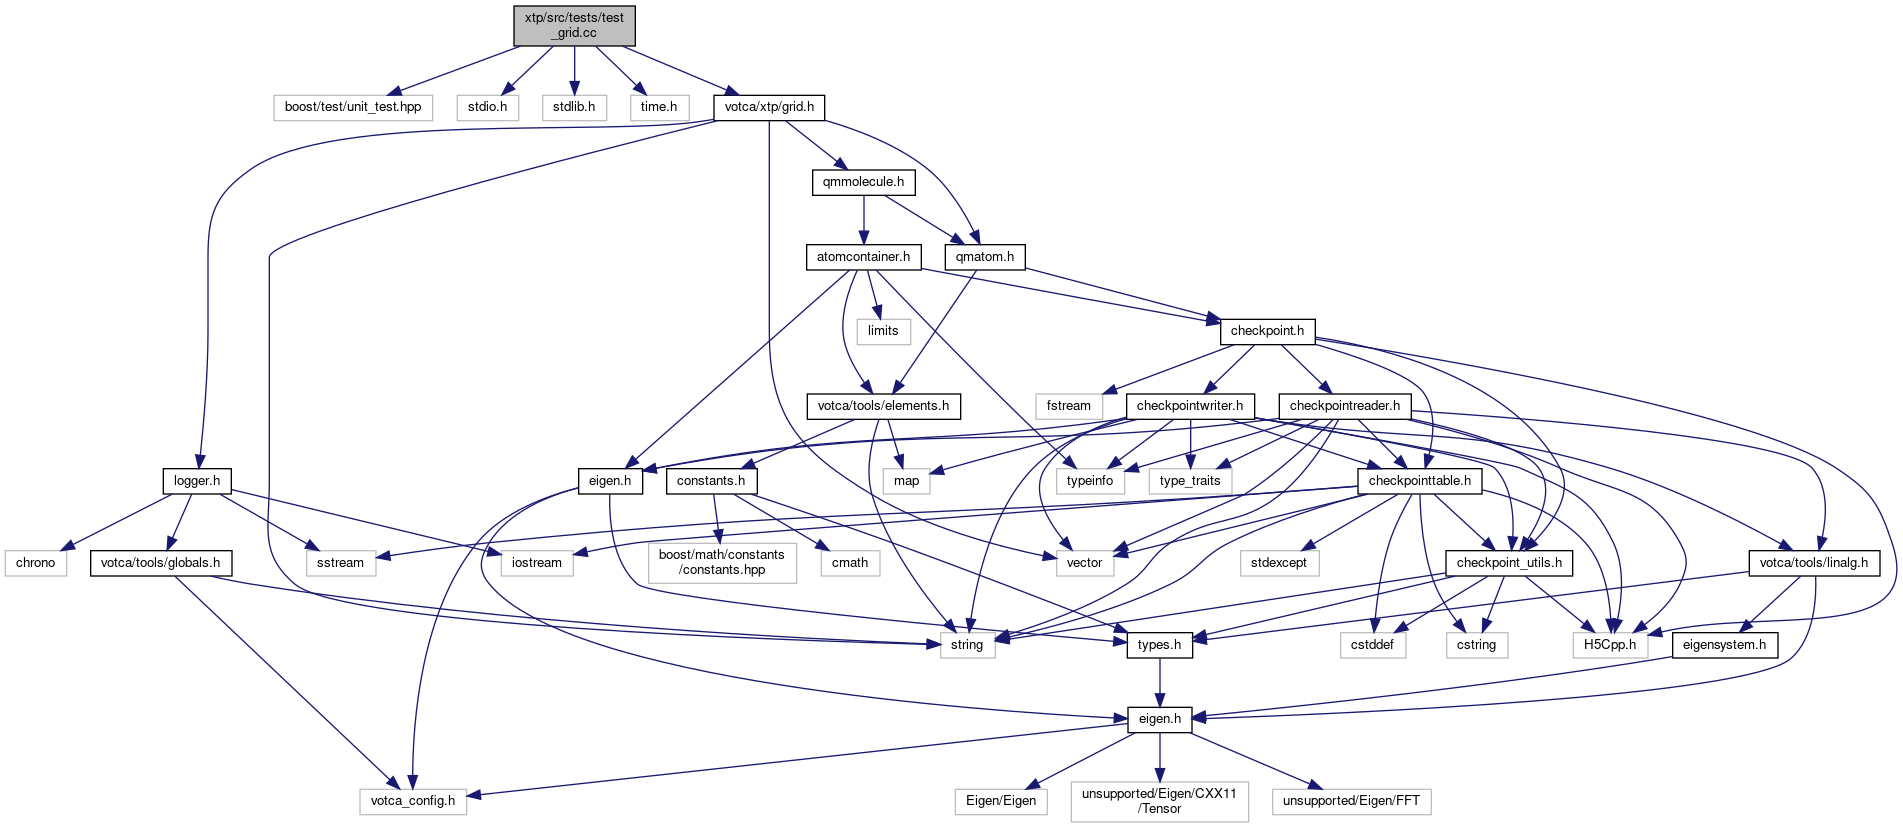 xtp/src/tests/test
_grid.cc
boost/test/unit_test.hpp
stdio.h
stdlib.h
time.h
votca/xtp/grid.h
qmmolecule.h
atomcontainer.h
qmatom.h
limits
checkpoint.h
votca/tools/elements.h
fstream
checkpointwriter.h
checkpointreader.h
logger.h
eigen.h
constants.h
map
typeinfo
type_traits
checkpointtable.h
chrono
votca/tools/globals.h
sstream
iostream
boost/math/constants
/constants.hpp
cmath
vector
stdexcept
checkpoint_utils.h
votca/tools/linalg.h
string
types.h
cstddef
cstring
H5Cpp.h
eigensystem.h
eigen.h
votca_config.h
Eigen/Eigen
unsupported/Eigen/CXX11
/Tensor
unsupported/Eigen/FFT